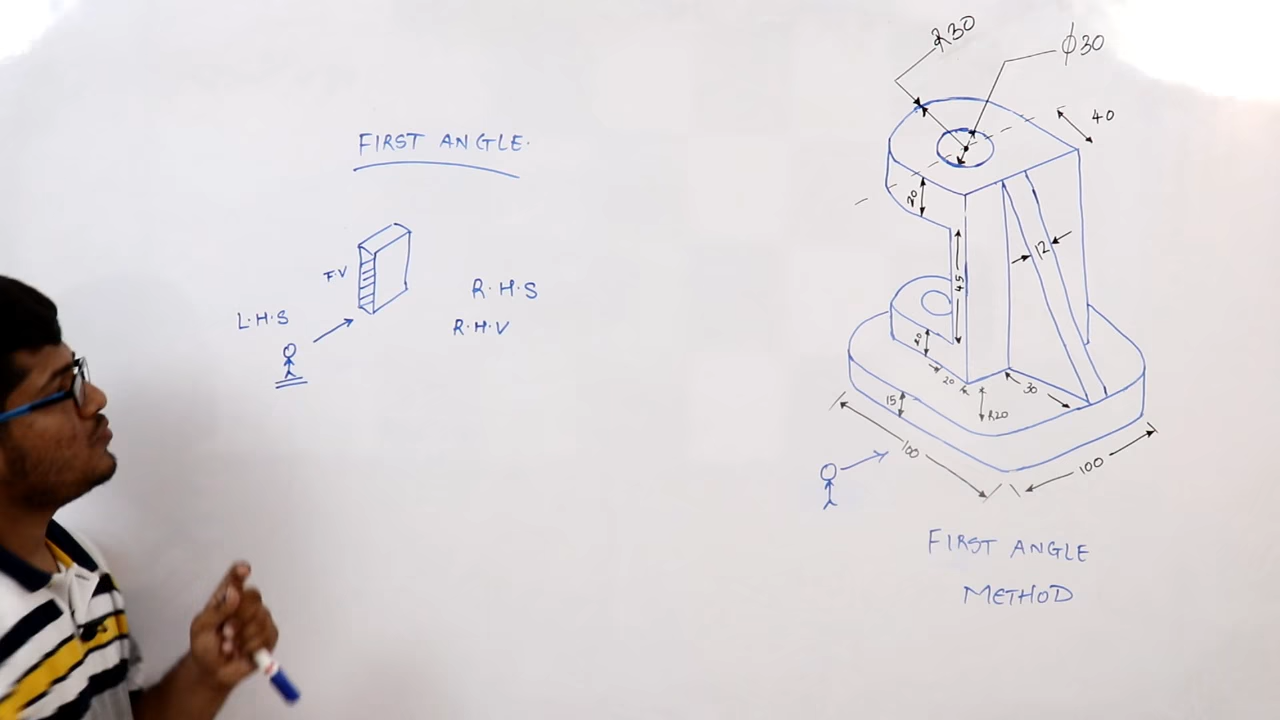 FIRST ANGLE.
F.V
L.H.S
R.H.S
R.H.V
R30
Φ30
40
20
12
45
20
20
30
15
R20
100
100
FIRST ANGLE
METHOD